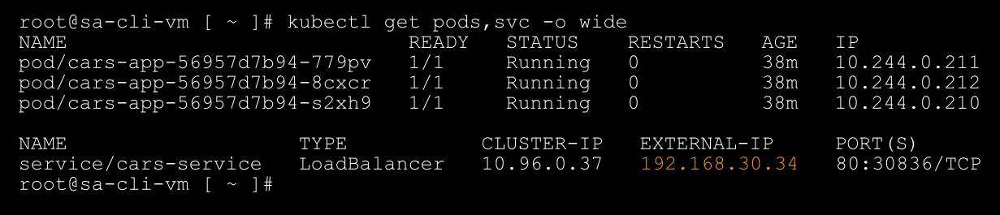 root@sa-cli-vm [ ~ ]# kubectl get pods,svc -o wide
NAME READY STATUS RESTARTS AGE IP
pod/cars-app-56957d7b94-779pv 1/1 Running 0 38m 10.244.0.211
pod/cars-app-56957d7b94-8cxcr 1/1 Running 0 38m 10.244.0.212
pod/cars-app-56957d7b94-s2xh9 1/1 Running 0 38m 10.244.0.210
NAME TYPE CLUSTER-IP EXTERNAL-IP PORT(S)
service/cars-service LoadBalancer 10.96.0.37 192.168.30.34 80:30836/TCP
root@sa-cli-vm [ ~ ]#